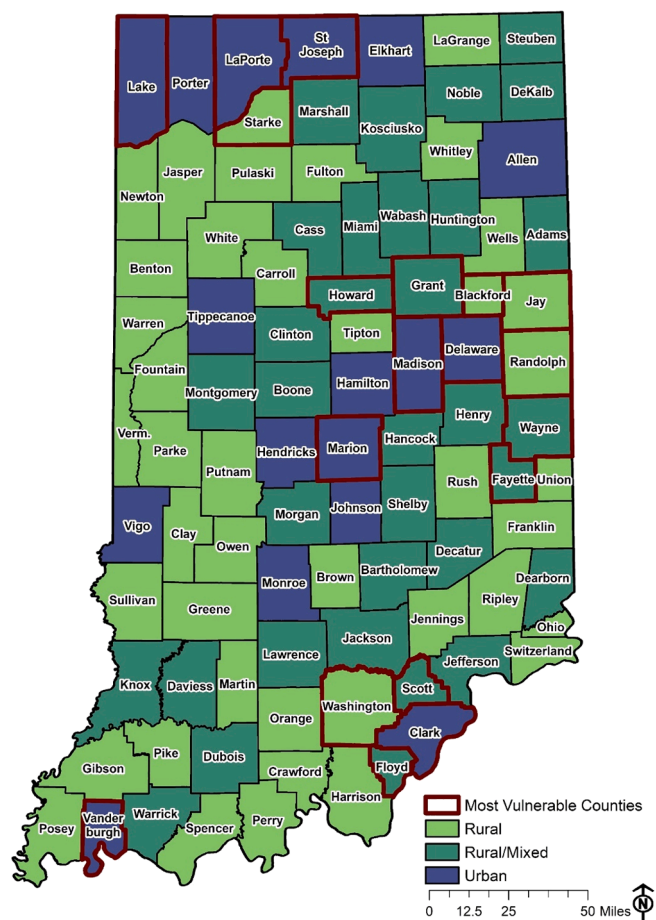 St
Joseph
LaPorte
Elkhart
LaGrange
Steuben
Lake
Porter
Noble
DeKalb
Starke
Marshall
Kosciusko
Whitley
Allen
Newton
Jasper
Pulaski
Fulton
White
Cass
Miami
Wabash
Huntington
Wells
Adams
Benton
Carroll
Howard
Grant
Blackford
Jay
Warren
Tippecanoe
Clinton
Tipton
Madison
Delaware
Randolph
Fountain
Montgomery
Boone
Hamilton
Henry
Wayne
Verm.
Parke
Putnam
Hendricks
Marion
Hancock
Rush
Fayette
Union
Vigo
Clay
Owen
Morgan
Johnson
Shelby
Franklin
Decatur
Sullivan
Greene
Monroe
Brown
Bartholomew
Dearborn
Ripley
Jennings
Ohio
Switzerland
Knox
Daviess
Martin
Lawrence
Jackson
Jefferson
Scott
Washington
Orange
Clark
Floyd
Gibson
Pike
Dubois
Crawford
Harrison
Posey
Vander
burgh
Warrick
Spencer
Perry
Most Vulnerable Counties
Rural
Rural/Mixed
Urban
0 12.5 25 50 Miles
N